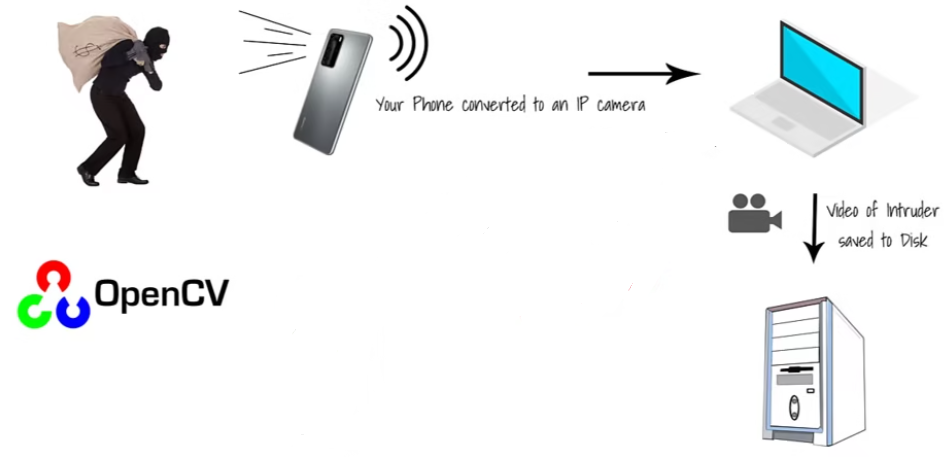 Your Phone converted to an IP camera
Video of Intruder
saved to Disk
OpenCV